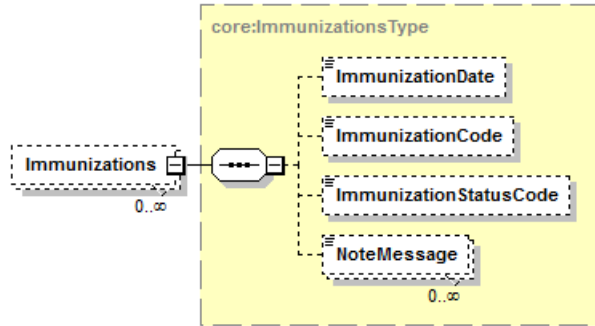 core:ImmunizationsType
ImmunizationDate
ImmunizationCode
Immunizations
0..∞
ImmunizationStatusCode
NoteMessage
0..∞